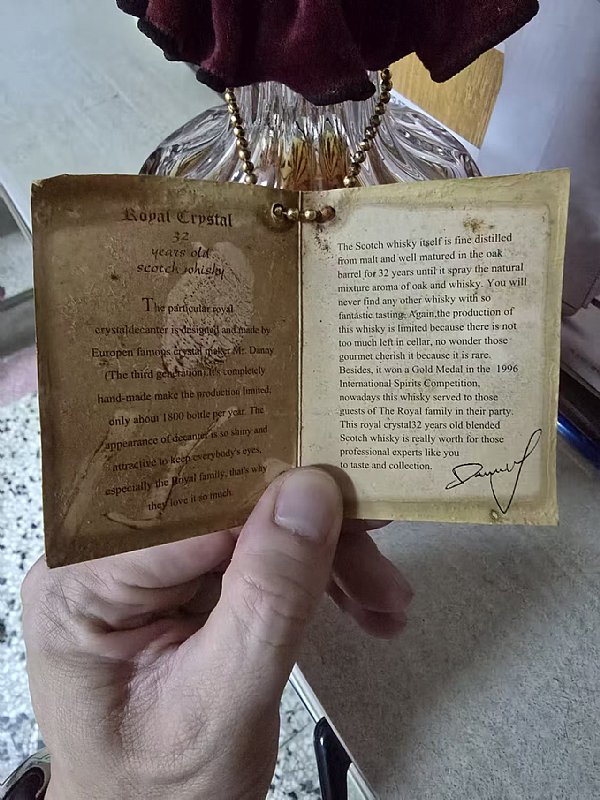 Royal Crystal
32
years old
scotch whisky
The particular royal
crystaldecanter is designed and made by
Europen famous crystal maker Mr. Danny
(The third generation).It's completely
hand-made make the production limited,
only about 1800 bottle per year. The
appearance of decanter is so shiny and
attractive to keep everybody's eyes,
especially the Royal family, that's why
they love it so much.
The Scotch whisky itself is fine distilled
from malt and well matured in the oak
barrel for 32 years until it spray the natural
mixture aroma of oak and whisky. You will
never find any other whisky with so
fantastic tasting. Again,the production of
this whisky is limited because there is not
too much left in cellar, no wonder those
gourmet cherish it because it is rare.
Besides, it won a Gold Medal in the 1996
International Spirits Competition,
nowadays this whisky served to those
guests of The Royal family in their party.
This royal crystal32 years old blended
Scotch whisky is really worth for those
professional experts like you
to taste and collection.